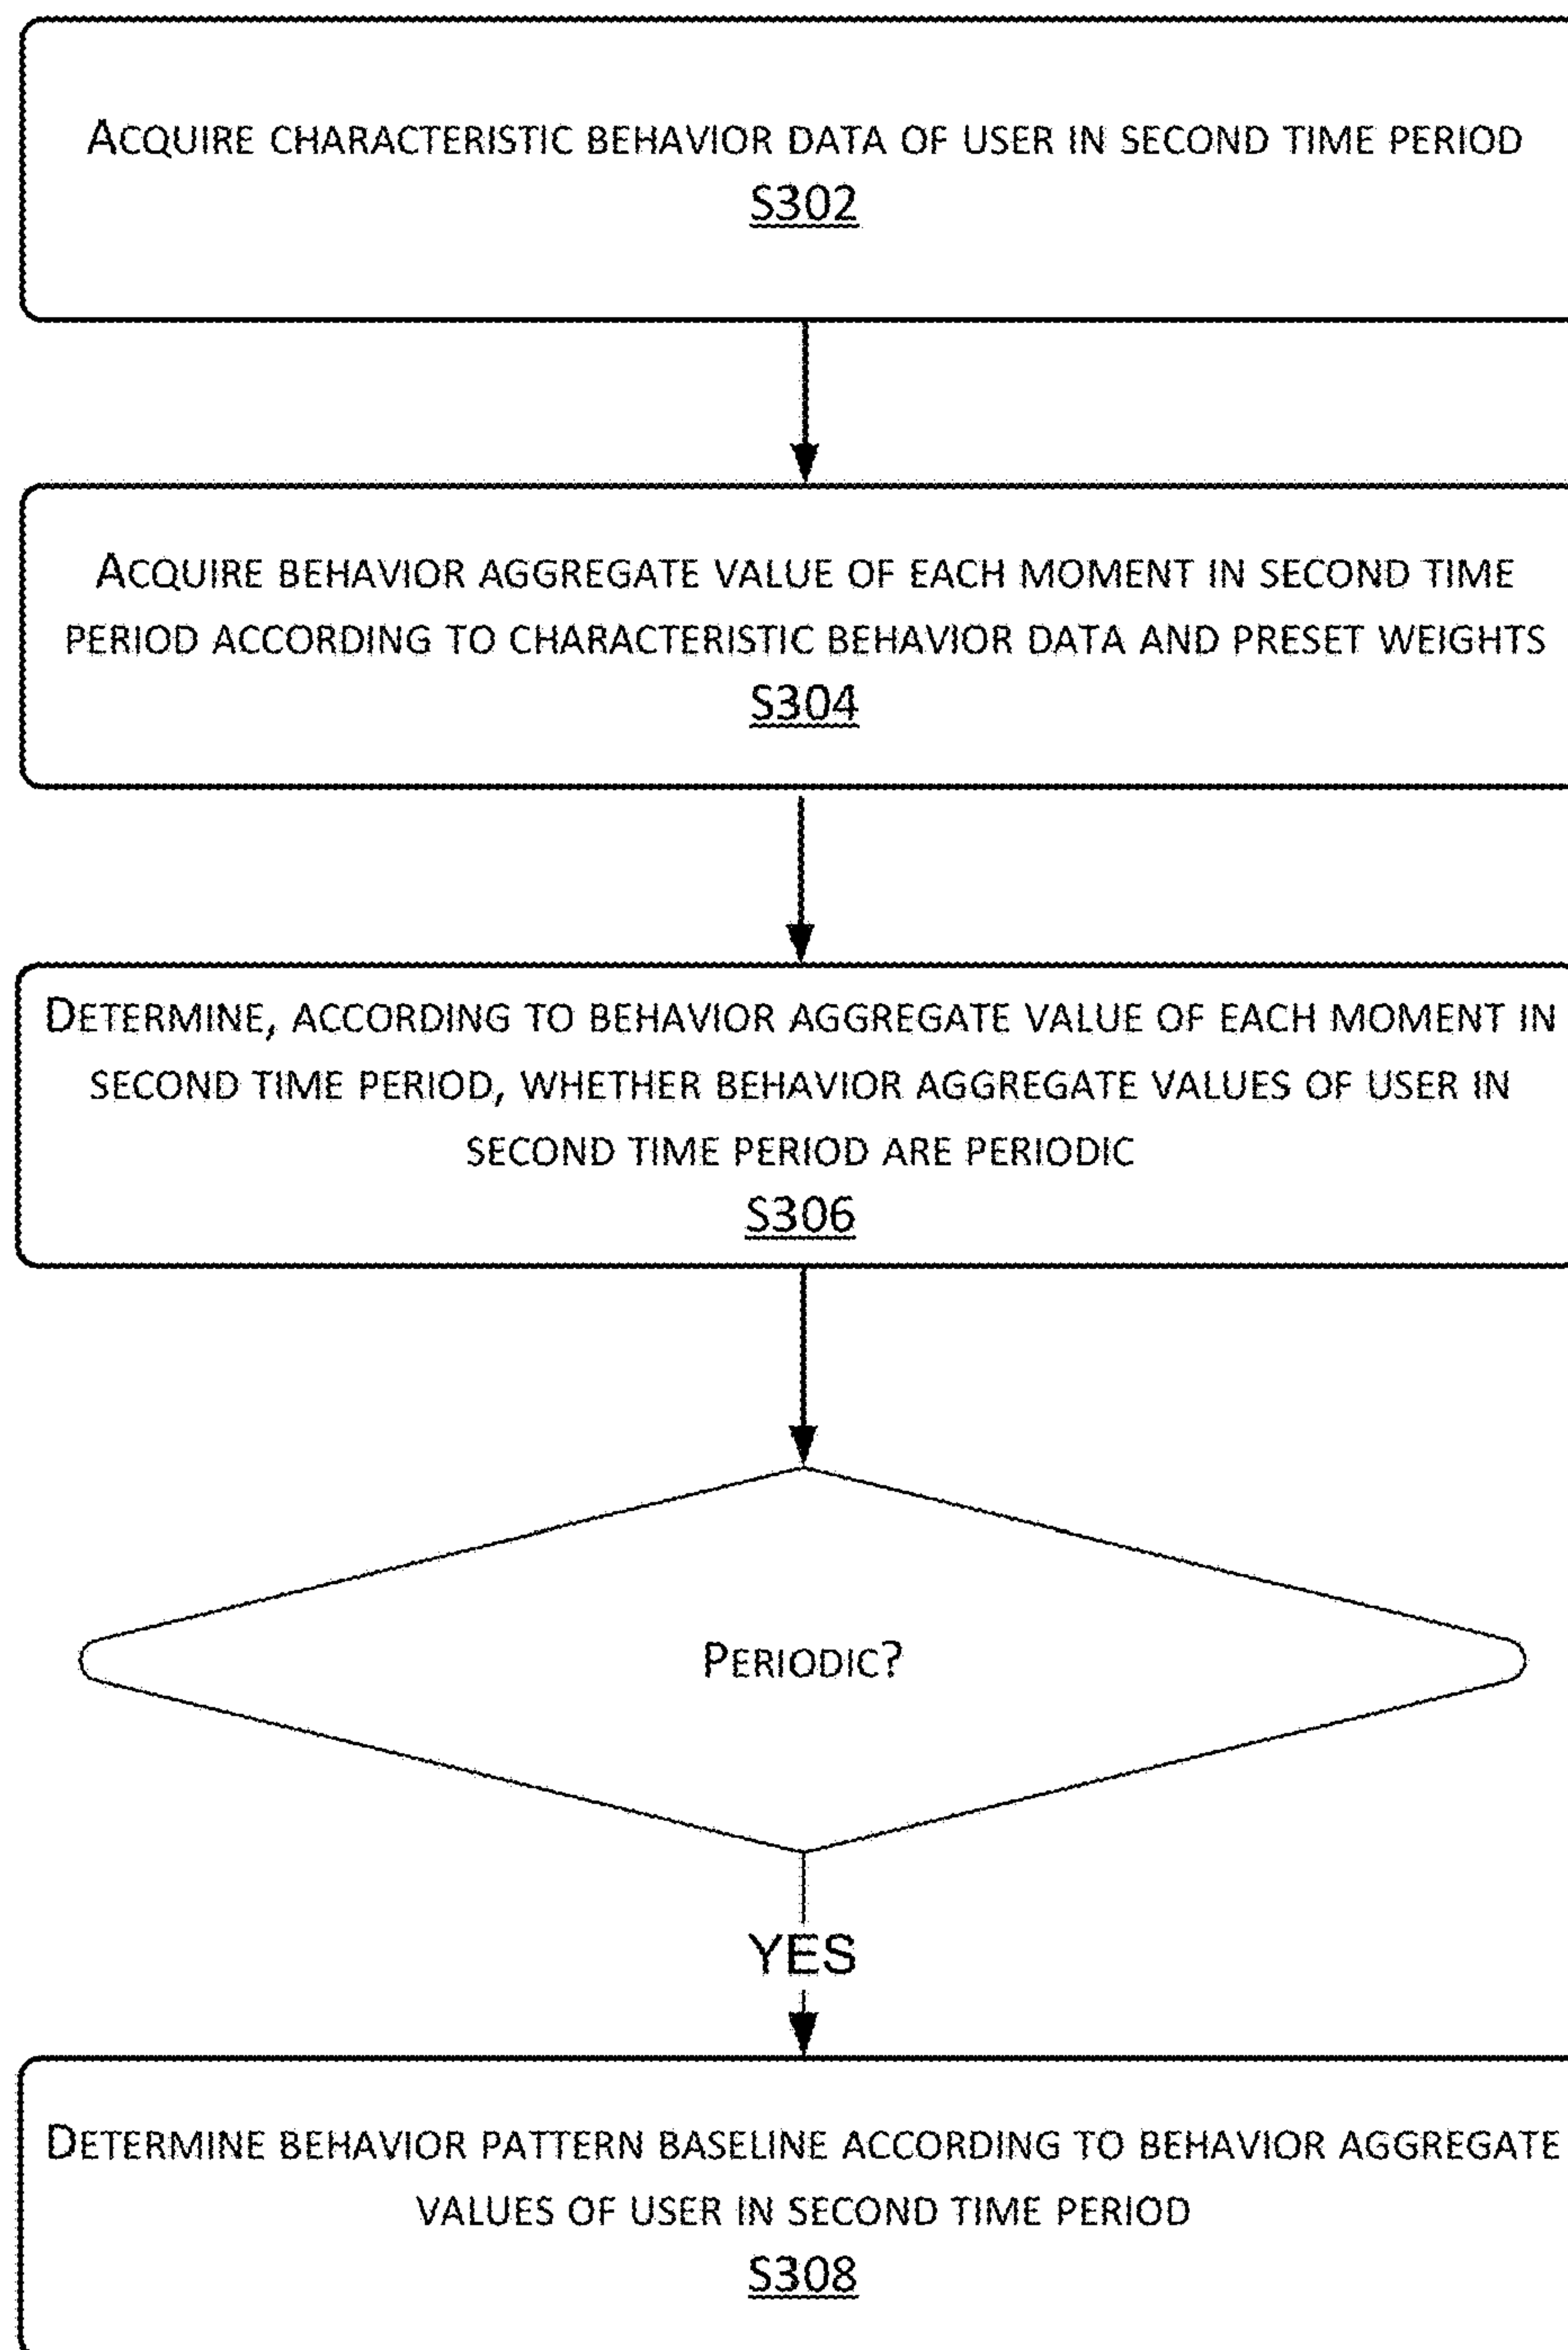 ACQUIRE CHARACTERISTIC BEHAVIOR DATA OF USER IN SECOND TIME PERIOD
S302
ACQUIRE BEHAVIOR AGGREGATE VALUE OF EACH MOMENT IN SECOND TIME
PERIOD ACCORDING TO CHARACTERISTIC BEHAVIOR DATA AND PRESET WEIGHTS
S304
DETERMINE, ACCORDING TO BEHAVIOR AGGREGATE VALUE OF EACH MOMENT IN
SECOND TIME PERIOD, WHETHER BEHAVIOR AGGREGATE VALUES OF USER IN
SECOND TIME PERIOD ARE PERIODIC
S306
PERIODIC?
YES
DETERMINE BEHAVIOR PATTERN BASELINE ACCORDING TO BEHAVIOR AGGREGATE
VALUES OF USER IN SECOND TIME PERIOD
S308